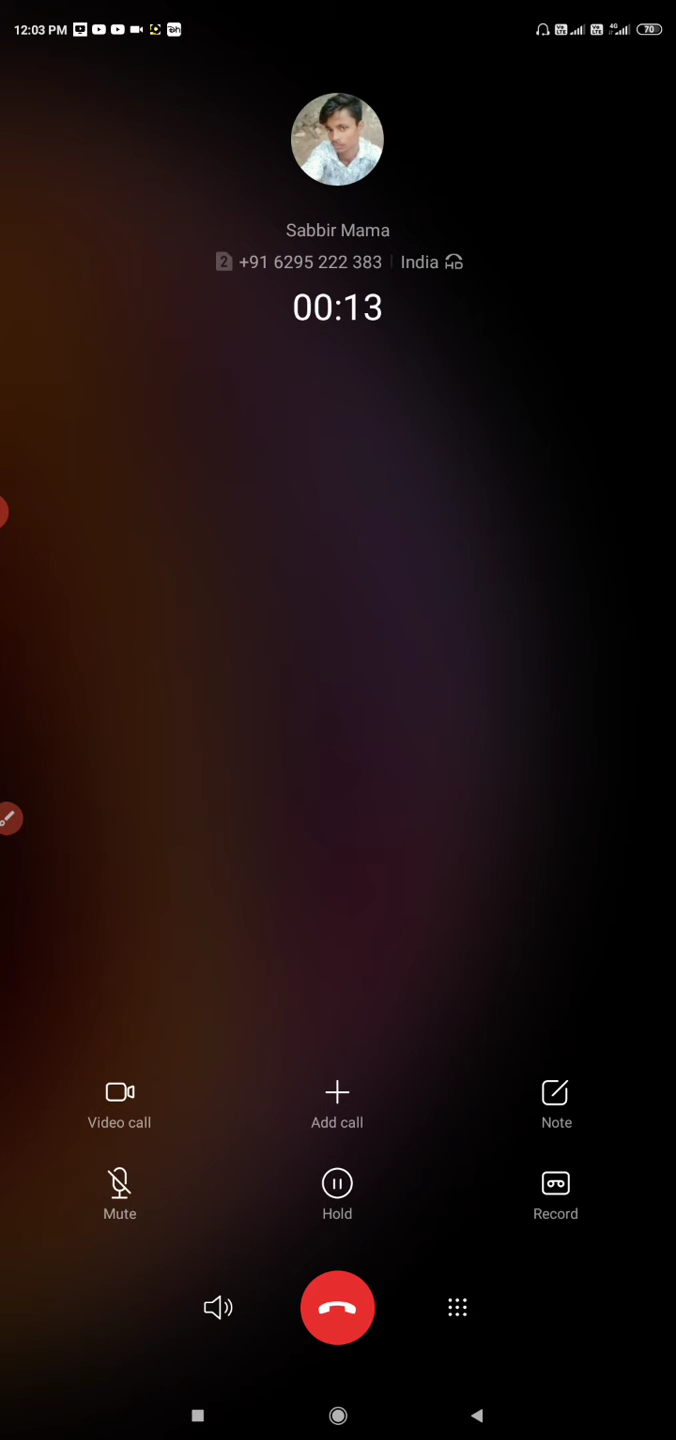 12:03 PM 70
Sabbir Mama
2 +91 6295 222 383 India HD
00:13
Video call Add call Note
Mute Hold Record